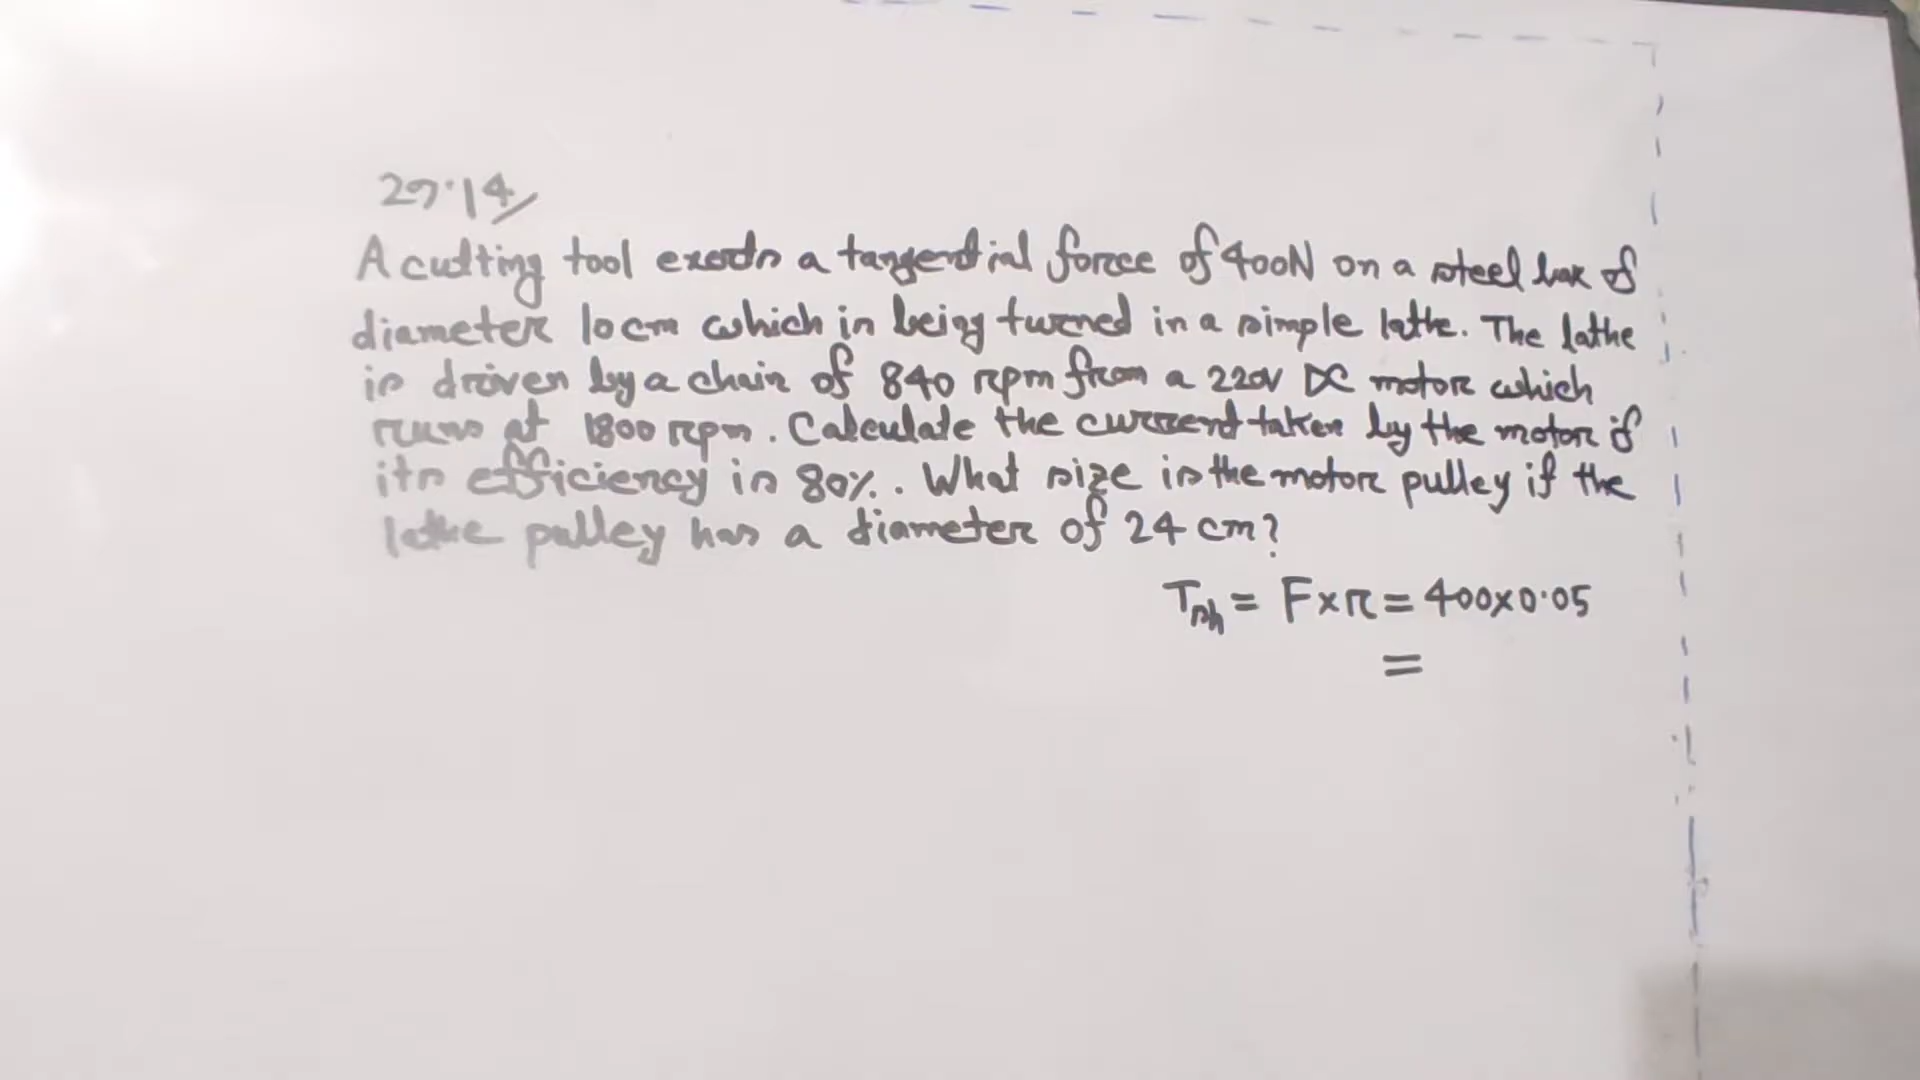 29.14/
A cutting tool exerts a tangential force of 400N on a steel bar of
diameter 10cm which is being turned in a simple lathe. The lathe
is driven by a chain of 840 rpm from a 220V DC motor which
runs at 1800 rpm. Calculate the current taken by the motor if
its efficiency is 80%. What size is the motor pulley if the
lathe pulley has a diameter of 24 cm?
Tsh = F×r = 400×0.05
=